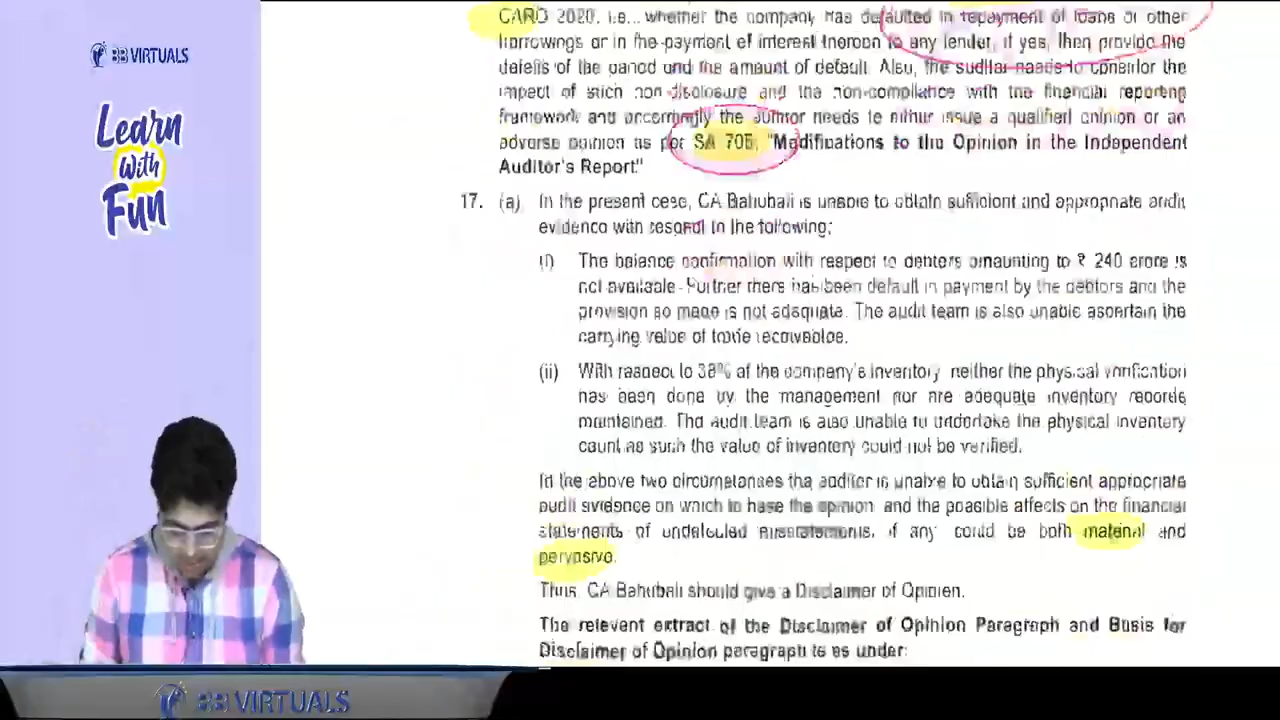 BB VIRTUALS
Learn
With
Fun
CARO 2020, i.e., whether the company has defaulted in repayment of loans or other
borrowings or in the payment of interest thereon to any lender, if yes, then provide the
details of the period and the amount of default. Also, the auditor needs to consider the
impact of such non-disclosure and the non-compliance with the financial reporting
framework and accordingly the auditor needs to either issue a qualified opinion or an
adverse opinion as per SA 705, "Modifications to the Opinion in the Independent
Auditor's Report."
17. (a) In the present case, CA Bahubali is unable to obtain sufficient and appropriate audit
evidence with respect to the following:
(i) The balance confirmation with respect to debtors amounting to ₹ 240 crore is
not available. Further there has been default in payment by the debtors and the
provision so made is not adequate. The audit team is also unable ascertain the
carrying value of trade receivables.
(ii) With respect to 38% of the company's inventory neither the physical verification
has been done by the management nor are adequate inventory records
maintained. The audit team is also unable to undertake the physical inventory
count as such the value of inventory could not be verified.
In the above two circumstances the auditor is unable to obtain sufficient appropriate
audit evidence on which to base the opinion and the possible effects on the financial
statements of undetected misstatements, if any could be both material and
pervasive.
Thus, CA Bahubali should give a Disclaimer of Opinion.
The relevant extract of the Disclaimer of Opinion Paragraph and Basis for
Disclaimer of Opinion paragraph is as under:
BB VIRTUALS